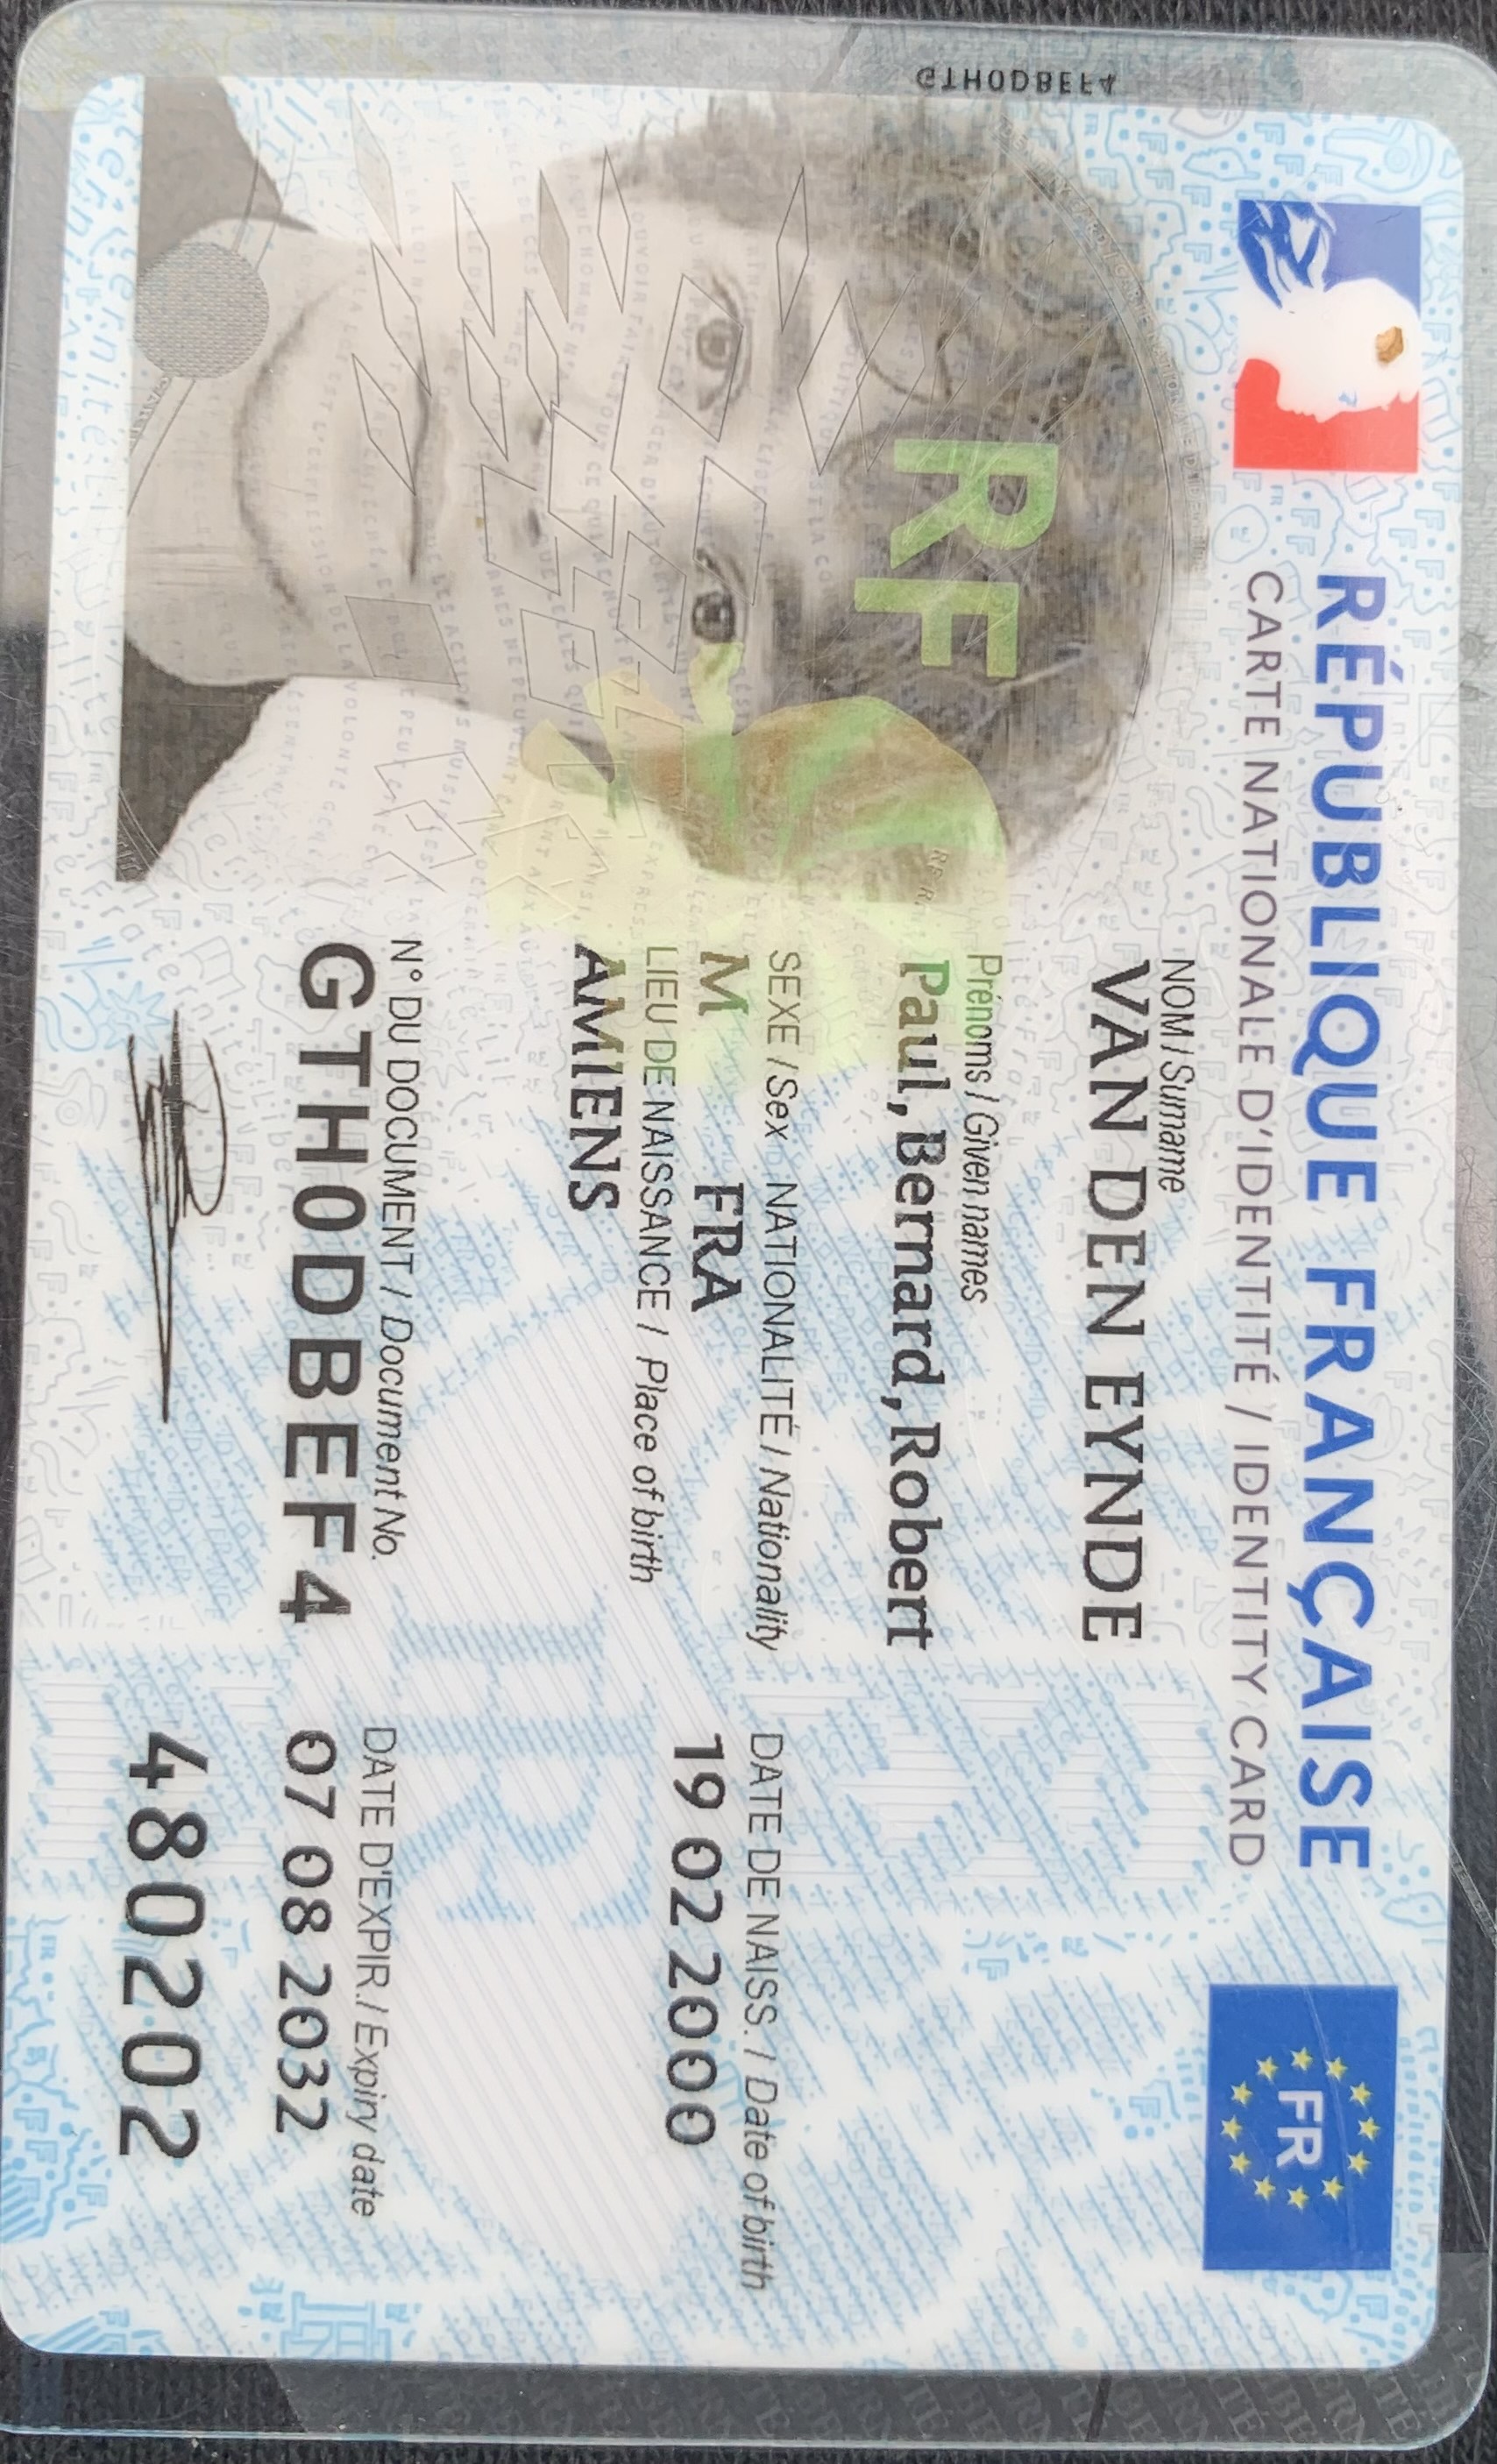 RÉPUBLIQUE FRANÇAISE
CARTE NATIONALE D'IDENTITÉ / IDENTITY CARD
FR
GTH0DBEF4
RF
NOM / Surname
VAN DEN EYNDE
Prénoms / Given names
Paul, Bernard, Robert
SEXE / Sex NATIONALITÉ / Nationality DATE DE NAISS. / Date of birth
M FRA 19 02 2000
LIEU DE NAISSANCE / Place of birth
AMIENS
N° DU DOCUMENT / Document No. DATE D'EXPIR. / Expiry date
GTH0DBEF4 07 08 2032
480202